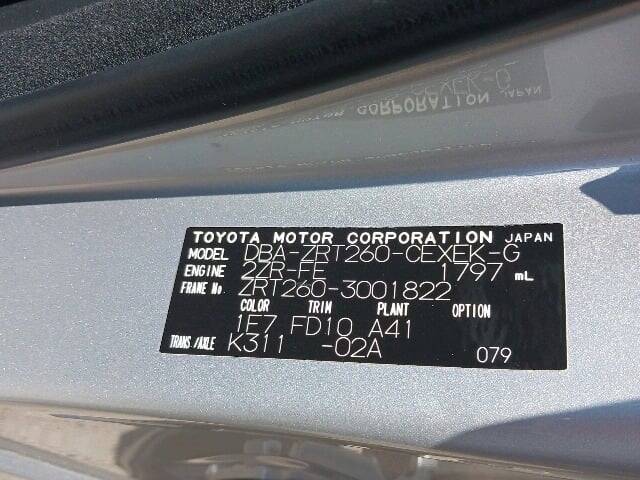 TOYOTA MOTOR CORPORATION JAPAN
MODEL DBA-ZRT260-CEXEK-G
ENGINE 2ZR-FE 1797 mL
FRAME No. ZRT260-3001822
COLOR TRIM PLANT OPTION
1E7 FD10 A41
TRANS/AXLE K311 -02A 079